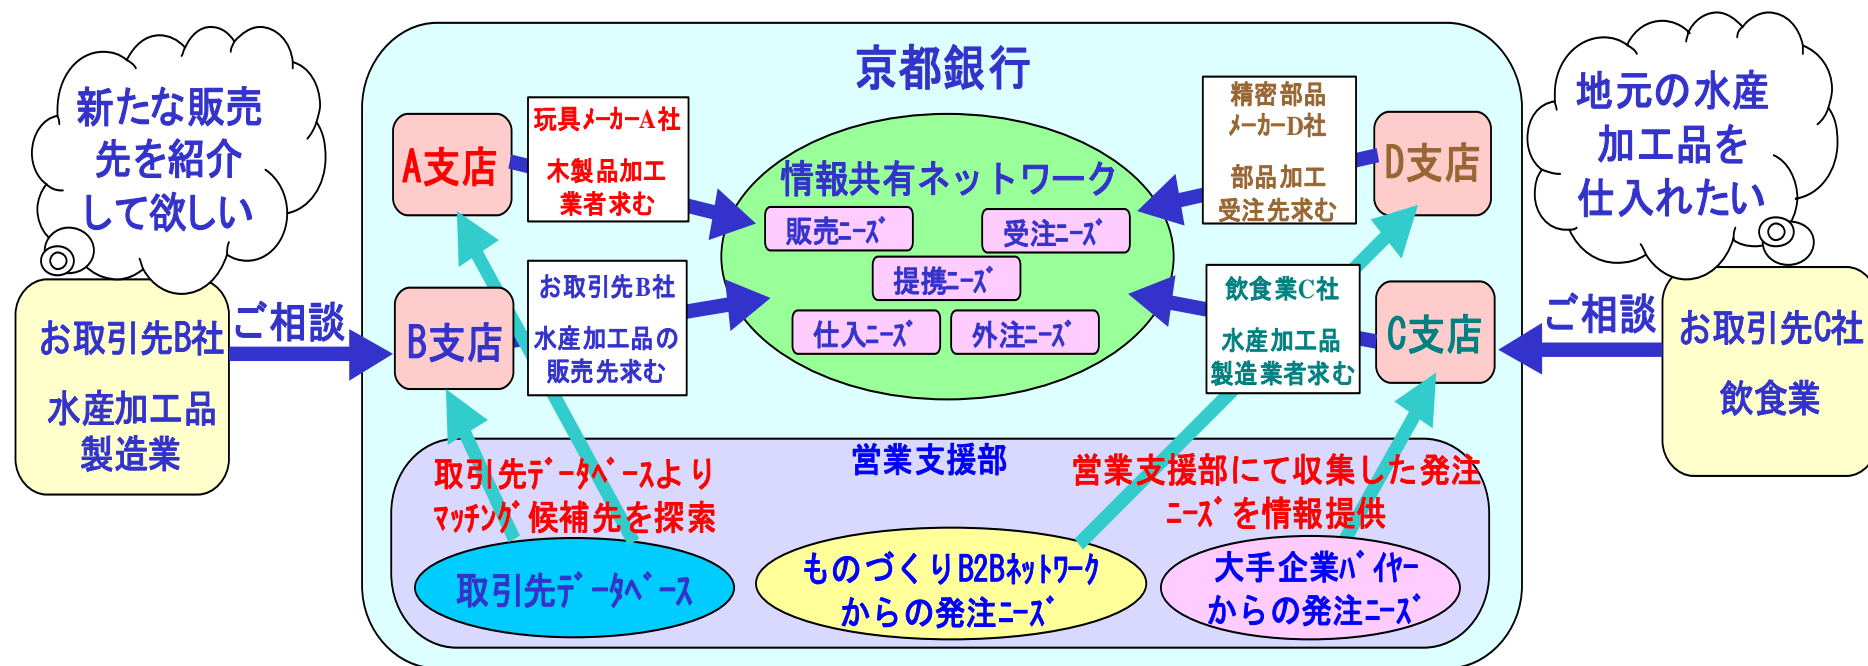 京都銀行
新たな販売
先を紹介
して欲しい
お取引先B社
水産加工品
製造業
ご相談
A支店
玩具ﾒｰｶｰA社
木製品加工
業者求む
B支店
お取引先B社
水産加工品の
販売先求む
情報共有ネットワーク
販売ﾆｰｽﾞ
受注ﾆｰｽﾞ
提携ﾆｰｽﾞ
仕入ﾆｰｽﾞ
外注ﾆｰｽﾞ
精密部品
ﾒｰｶｰD社
部品加工
受注先求む
D支店
飲食業C社
水産加工品
製造業者求む
C支店
地元の水産
加工品を
仕入れたい
ご相談
お取引先C社
飲食業
営業支援部
取引先ﾃﾞｰﾀﾍﾞｰｽより
ﾏｯﾁﾝｸﾞ候補先を探索
営業支援部にて収集した発注
ﾆｰｽﾞを情報提供
取引先ﾃﾞｰﾀﾍﾞｰｽ
ものづくりB2Bﾈｯﾄﾜｰｸ
からの発注ﾆｰｽﾞ
大手企業ﾊﾞｲﾔｰ
からの発注ﾆｰｽﾞ